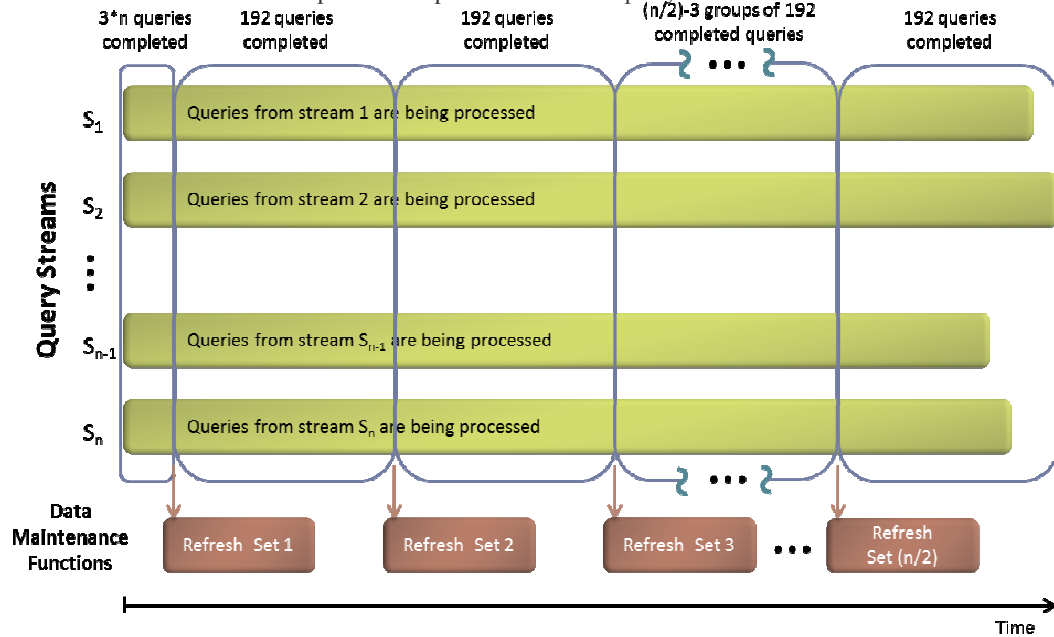 3*n queries
completed
192 queries
completed
192 queries
completed
(n/2)-3 groups of 192
completed queries
192 queries
completed
Query Streams
S1
Queries from stream 1 are being processed
S2
Queries from stream 2 are being processed
Sn-1
Queries from stream Sn-1 are being processed
Sn
Queries from stream Sn are being processed
Data
Maintenance
Functions
Refresh Set 1
Refresh Set 2
Refresh Set 3
Refresh
Set (n/2)
Time